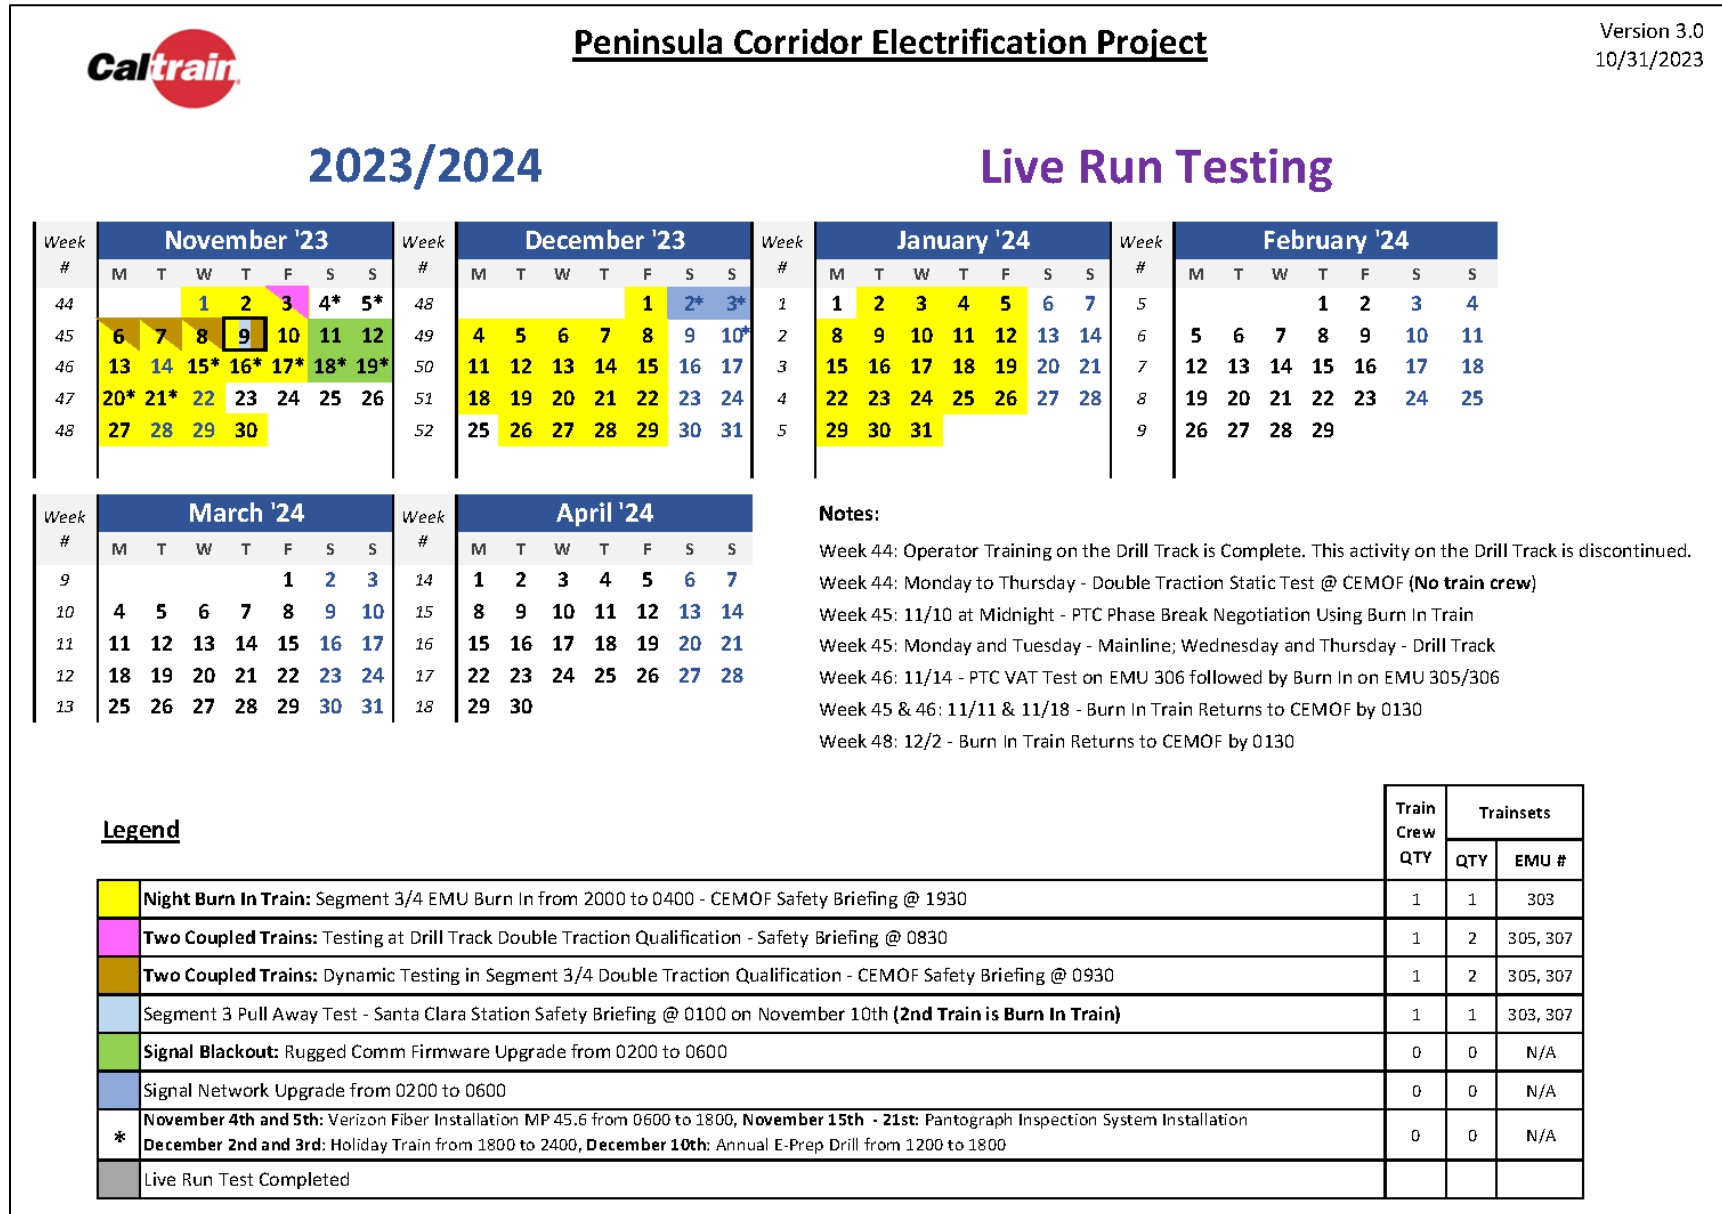 Caltrain
Peninsula Corridor Electrification Project
Version 3.0
10/31/2023
2023/2024
Live Run Testing
Week # November '23 Week # December '23 Week # January '24 Week # February '24
M T W T F S S M T W T F S S M T W T F S S M T W T F S S
44 1 2 3 4* 5* 48 1 2* 3* 1 1 2 3 4 5 6 7 5 1 2 3 4
45 6 7 8 9 10 11 12 49 4 5 6 7 8 9 10* 2 8 9 10 11 12 13 14 6 5 6 7 8 9 10 11
46 13 14 15* 16* 17* 18* 19* 50 11 12 13 14 15 16 17 3 15 16 17 18 19 20 21 7 12 13 14 15 16 17 18
47 20* 21* 22 23 24 25 26 51 18 19 20 21 22 23 24 4 22 23 24 25 26 27 28 8 19 20 21 22 23 24 25
48 27 28 29 30 52 25 26 27 28 29 30 31 5 29 30 31 9 26 27 28 29
Week # March '24 Week # April '24
M T W T F S S M T W T F S S
9 1 2 3 14 1 2 3 4 5 6 7
10 4 5 6 7 8 9 10 15 8 9 10 11 12 13 14
11 11 12 13 14 15 16 17 16 15 16 17 18 19 20 21
12 18 19 20 21 22 23 24 17 22 23 24 25 26 27 28
13 25 26 27 28 29 30 31 18 29 30
Notes:
Week 44: Operator Training on the Drill Track is Complete. This activity on the Drill Track is discontinued.
Week 44: Monday to Thursday - Double Traction Static Test @ CEMOF (No train crew)
Week 45: 11/10 at Midnight - PTC Phase Break Negotiation Using Burn In Train
Week 45: Monday and Tuesday - Mainline; Wednesday and Thursday - Drill Track
Week 46: 11/14 - PTC VAT Test on EMU 306 followed by Burn In on EMU 305/306
Week 45 & 46: 11/11 & 11/18 - Burn In Train Returns to CEMOF by 0130
Week 48: 12/2 - Burn In Train Returns to CEMOF by 0130
Legend
Train Crew QTY Trainsets
QTY EMU #
Night Burn In Train: Segment 3/4 EMU Burn In from 2000 to 0400 - CEMOF Safety Briefing @ 1930 1 1 303
Two Coupled Trains: Testing at Drill Track Double Traction Qualification - Safety Briefing @ 0830 1 2 305, 307
Two Coupled Trains: Dynamic Testing in Segment 3/4 Double Traction Qualification - CEMOF Safety Briefing @ 0930 1 2 305, 307
Segment 3 Pull Away Test - Santa Clara Station Safety Briefing @ 0100 on November 10th (2nd Train is Burn In Train) 1 1 303, 307
Signal Blackout: Rugged Comm Firmware Upgrade from 0200 to 0600 0 0 N/A
Signal Network Upgrade from 0200 to 0600 0 0 N/A
* November 4th and 5th: Verizon Fiber Installation MP 45.6 from 0600 to 1800, November 15th - 21st: Pantograph Inspection System Installation
December 2nd and 3rd: Holiday Train from 1800 to 2400, December 10th: Annual E-Prep Drill from 1200 to 1800 0 0 N/A
Live Run Test Completed